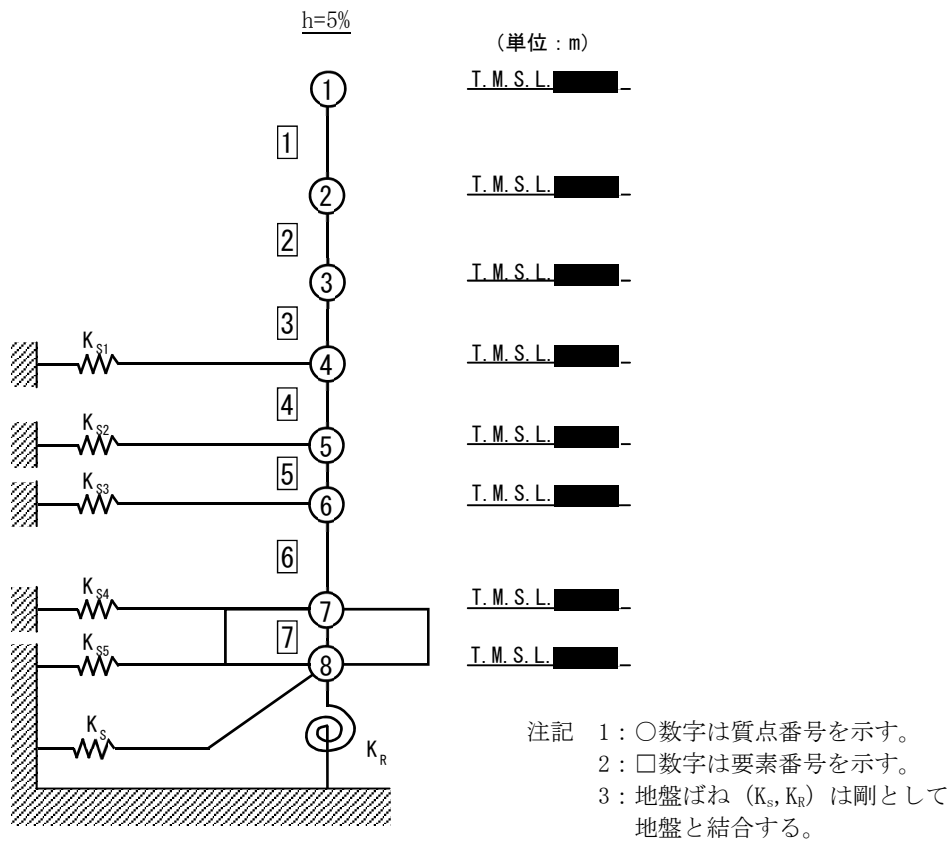 h=5%
(単位:m)
① T.M.S.L.
1
② T.M.S.L.
2
③ T.M.S.L.
3
K_S1 ④ T.M.S.L.
4
K_S2 ⑤ T.M.S.L.
5
K_S3 ⑥ T.M.S.L.
6
K_S4 ⑦ T.M.S.L.
7
K_S5 ⑧ T.M.S.L.
K_S
K_R
注記 1:○数字は質点番号を示す。
2:□数字は要素番号を示す。
3:地盤ばね (K_s,K_R) は剛として
地盤と結合する。